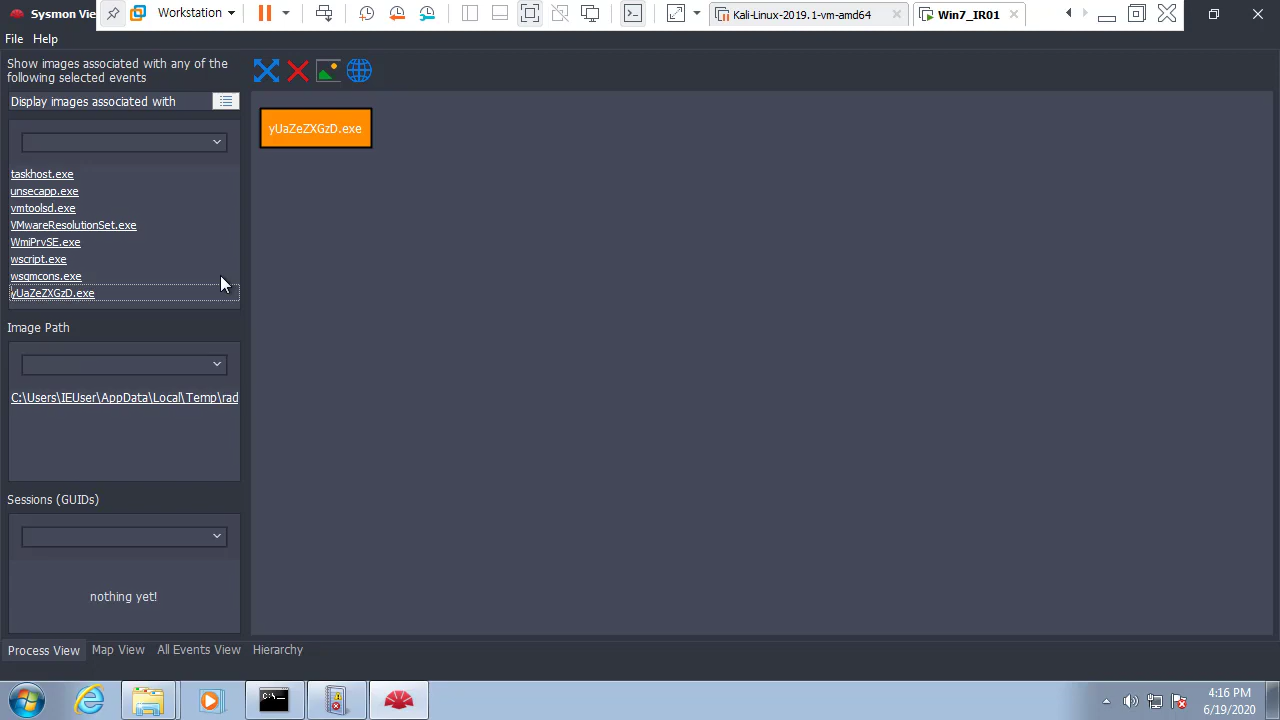 Sysmon Vie
Workstation
Kali-Linux-2019.1-vm-amd64
Win7_IR01
File Help
Show images associated with any of the
following selected events
Display images associated with
taskhost.exe
unsecapp.exe
vmtoolsd.exe
VMwareResolutionSet.exe
WmiPrvSE.exe
wscript.exe
wsqmcons.exe
yUaZeZXGzD.exe
Image Path
C:\Users\IEUser\AppData\Local\Temp\rad
Sessions (GUIDs)
nothing yet!
yUaZeZXGzD.exe
Process View Map View All Events View Hierarchy
C:\.
4:16 PM
6/19/2020